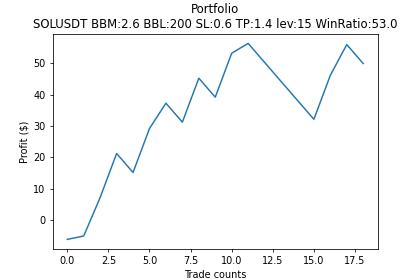 Portfolio
SOLUSDT BBM:2.6 BBL:200 SL:0.6 TP:1.4 lev:15 WinRatio:53.0
50
40
30
20
10
0
Profit ($)
0.0 2.5 5.0 7.5 10.0 12.5 15.0 17.5
Trade counts